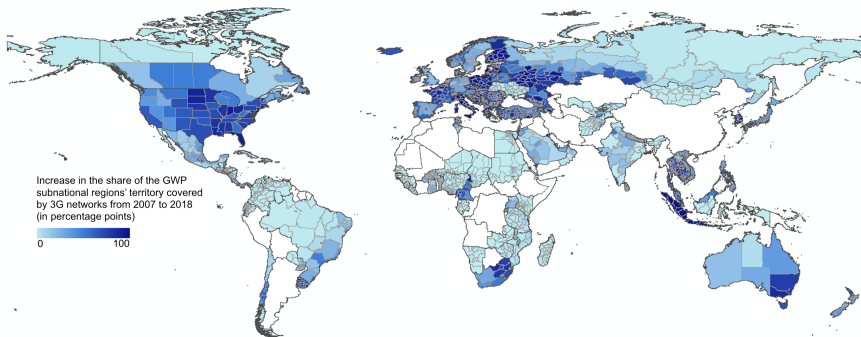 Increase in the share of the GWP
subnational regions' territory covered
by 3G networks from 2007 to 2018
(in percentage points)
0 100